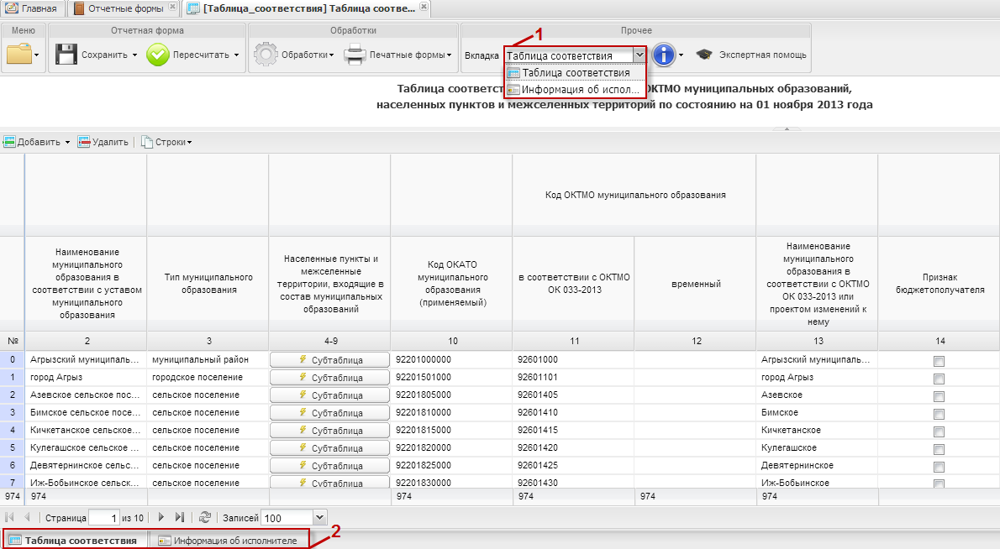 Главная
Отчетные формы
[Таблица_соответствия] Таблица соотве...
Меню
Отчетная форма
Обработки
Прочее
1
Сохранить
Пересчитать
Обработки
Печатные формы
Вкладка
Таблица соответствия
Экспертная помощь
Таблица соответствия
Информация об испол...
Таблица соответст
ОКТМО муниципальных образований,
населенных пунктов и межселенных территорий по состоянию на 01 ноября 2013 года
Добавить
Удалить
Строки
Код ОКТМО муниципального образования
Наименование
муниципального
образования в
соответствии с уставом
муниципального
образования
Тип муниципального
образования
Населенные пункты и
межселенные
территории, входящие в
состав муниципальных
образований
Код ОКАТО
муниципального
образования
(применяемый)
в соответствии с ОКТМО
ОК 033-2013
временный
Наименование
муниципального
образования в
соответствии с ОКТМО
ОК 033-2013 или
проектом изменений к
нему
Признак
бюджетополучателя
№ 2 3 4-9 10 11 12 13 14
0 Агрызский муниципаль... муниципальный район Субтаблица 92201000000 92601000 Агрызский муниципаль...
1 город Агрыз городское поселение Субтаблица 92201501000 92601101 город Агрыз
2 Азевское сельское пос... сельское поселение Субтаблица 92201805000 92601405 Азевское
3 Бимское сельское посе... сельское поселение Субтаблица 92201810000 92601410 Бимское
4 Кичкетанское сельское... сельское поселение Субтаблица 92201815000 92601415 Кичкетанское
5 Кулегашское сельское ... сельское поселение Субтаблица 92201820000 92601420 Кулегашское
6 Девятернинское сельс... сельское поселение Субтаблица 92201825000 92601425 Девятернинское
7 Иж-Бобьинское сельск... сельское поселение Субтаблица 92201830000 92601430 Иж-Бобьинское
974 974 974 974 974 974
Страница 1 из 10 Записей 100
2
Таблица соответствия
Информация об исполнителе